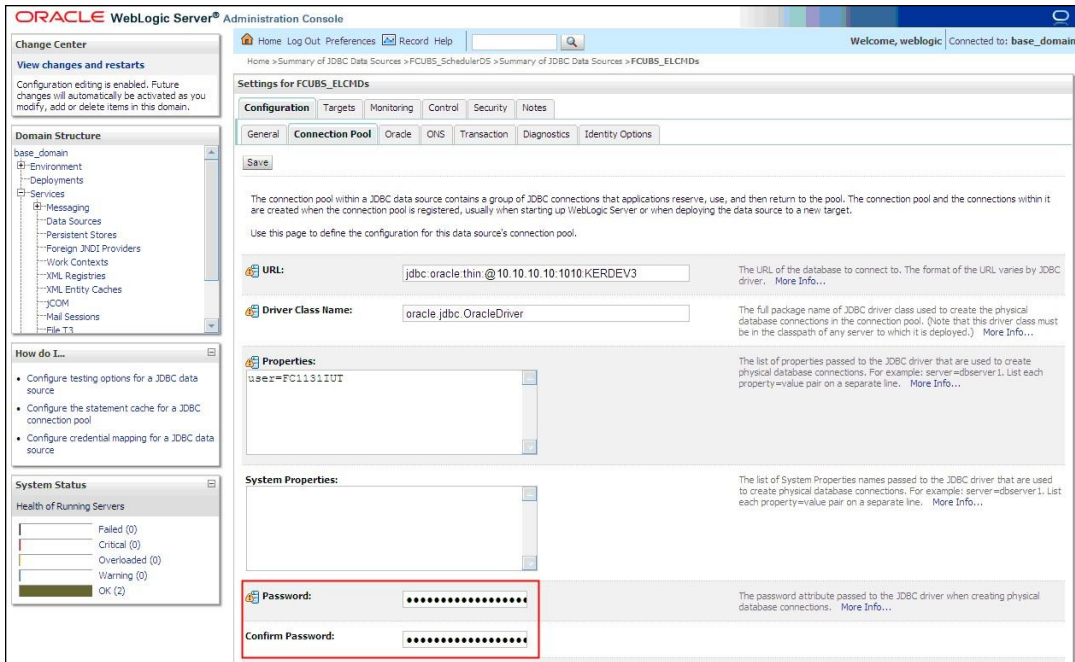 ORACLE WebLogic Server® Administration Console
Change Center
View changes and restarts
Configuration editing is enabled. Future
changes will automatically be activated as you
modify, add or delete items in this domain.
Domain Structure
base_domain
Environment
Deployments
Services
Messaging
Data Sources
Persistent Stores
Foreign JNDI Providers
Work Contexts
XML Registries
XML Entity Caches
jCOM
Mail Sessions
File T3
How do I...
Configure testing options for a JDBC data
source
Configure the statement cache for a JDBC
connection pool
Configure credential mapping for a JDBC data
source
System Status
Health of Running Servers
Failed (0)
Critical (0)
Overloaded (0)
Warning (0)
OK (2)
Home Log Out Preferences Record Help
Welcome, weblogic Connected to: base_domain
Home >Summary of JDBC Data Sources >FCUBS_SchedulerDS >Summary of JDBC Data Sources >FCUBS_ELCMDs
Settings for FCUBS_ELCMDs
Configuration Targets Monitoring Control Security Notes
General Connection Pool Oracle ONS Transaction Diagnostics Identity Options
Save
The connection pool within a JDBC data source contains a group of JDBC connections that applications reserve, use, and then return to the pool. The connection pool and the connections within it
are created when the connection pool is registered, usually when starting up WebLogic Server or when deploying the data source to a new target.
Use this page to define the configuration for this data source's connection pool.
URL:
jdbc:oracle:thin:@10.10.10.10:1010:KERDEV3
The URL of the database to connect to. The format of the URL varies by JDBC
driver. More Info...
Driver Class Name:
oracle.jdbc.OracleDriver
The full package name of JDBC driver class used to create the physical
database connections in the connection pool. (Note that this driver class must
be in the classpath of any server to which it is deployed.) More Info...
Properties:
user=FC1131IUT
The list of properties passed to the JDBC driver that are used to create
physical database connections. For example: server=dbserver1. List each
property=value pair on a separate line. More Info...
System Properties:
The list of System Properties names passed to the JDBC driver that are used
to create physical database connections. For example: server=dbserver1. List
each property=value pair on a separate line. More Info...
Password:
••••••••••••••••••
The password attribute passed to the JDBC driver when creating physical
database connections. More Info...
Confirm Password:
••••••••••••••••••